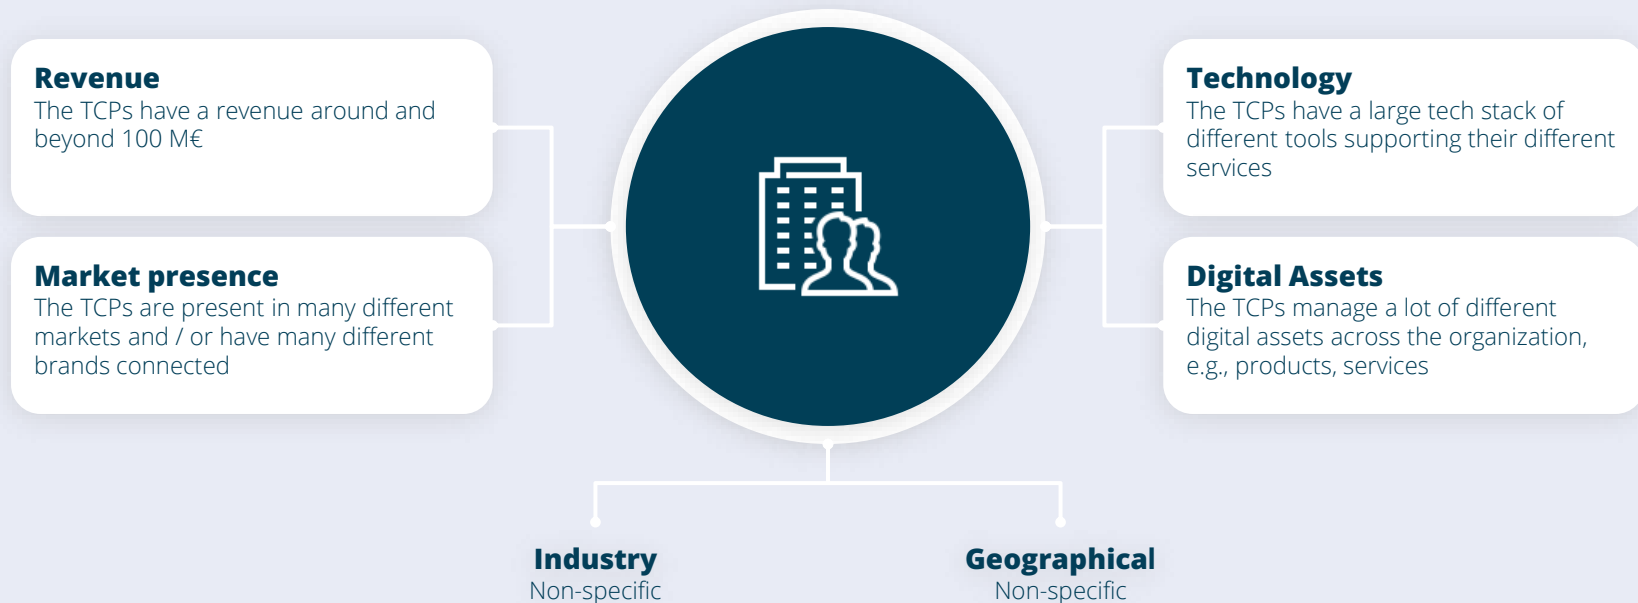 Revenue
The TCPs have a revenue around and
beyond 100 M€
Market presence
The TCPs are present in many different
markets and / or have many different
brands connected
Technology
The TCPs have a large tech stack of
different tools supporting their different
services
Digital Assets
The TCPs manage a lot of different
digital assets across the organization,
e.g., products, services
Industry
Non-specific
Geographical
Non-specific